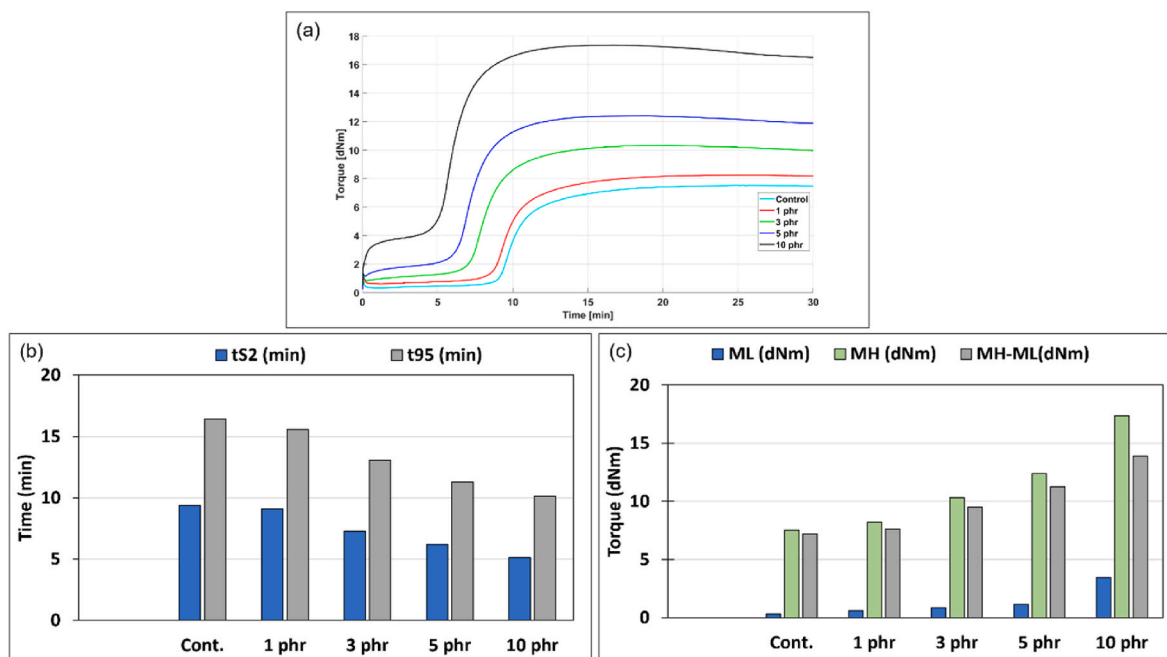 (a)
18
16
14
12
10
8
6
4
2
0
Torque [dNm]
0 5 10 15 20 25 30
Time [min]
Control
1 phr
3 phr
5 phr
10 phr
(b)
tS2 (min) t95 (min)
20
15
10
5
0
Time (min)
Cont. 1 phr 3 phr 5 phr 10 phr
(c)
ML (dNm) MH (dNm) MH-ML(dNm)
20
15
10
5
0
Torque (dNm)
Cont. 1 phr 3 phr 5 phr 10 phr